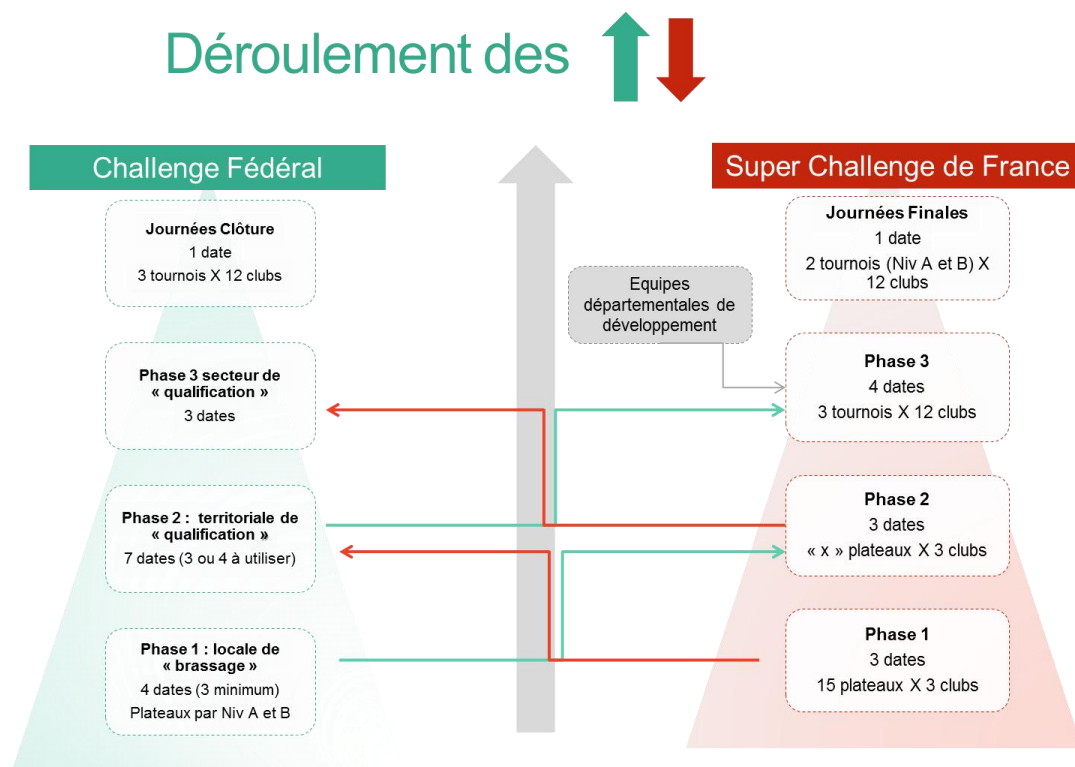 Déroulement des
Challenge Fédéral
Journées Clôture
1 date
3 tournois X 12 clubs
Phase 3 secteur de
« qualification »
3 dates
Phase 2 : territoriale de
« qualification »
7 dates (3 ou 4 à utiliser)
Phase 1 : locale de
« brassage »
4 dates (3 minimum)
Plateaux par Niv A et B
Equipes
départementales de
développement
Super Challenge de France
Journées Finales
1 date
2 tournois (Niv A et B) X
12 clubs
Phase 3
4 dates
3 tournois X 12 clubs
Phase 2
3 dates
« x » plateaux X 3 clubs
Phase 1
3 dates
15 plateaux X 3 clubs